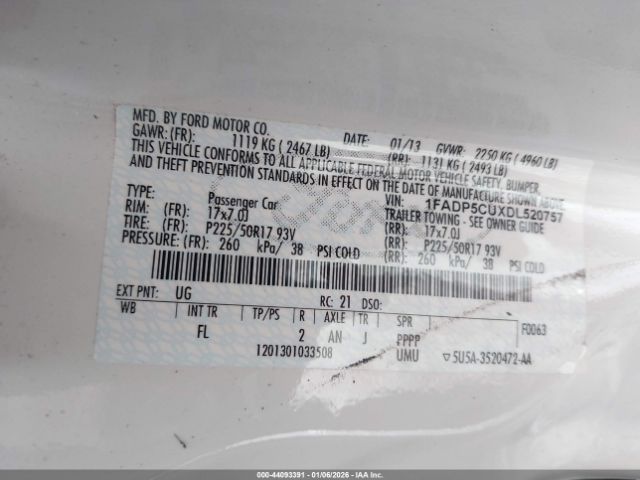 MFD. BY FORD MOTOR CO. DATE: 01/13 GVWR: 2250 KG ( 4960 LB)
GAWR: (FR): 1119 KG ( 2467 LB) (RR): 1131 KG ( 2493 LB)
THIS VEHICLE CONFORMS TO ALL APPLICABLE FEDERAL MOTOR VEHICLE SAFETY, BUMPER,
AND THEFT PREVENTION STANDARDS IN EFFECT ON THE DATE OF MANUFACTURE SHOWN ABOVE.
VIN: 1FADP5CUXDL520757
TYPE: Passenger Car TRAILER TOWING - SEE OWNER GUIDE
RIM: (FR): 17x7.0J (RR): 17x7.0J
TIRE: (FR): P225/50R17 93V (RR): P225/50R17 93V
PRESSURE: (FR): 260 kPa/ 38 PSI COLD (RR): 260 kPa/ 38 PSI COLD
EXT PNT: UG RC: 21 DSO:
WB INT TR TP/PS R AXLE TR SPR F0063
FL 2 AN J PPPP
1201301033508 UMU ▽5U5A-3520472-AA
000-44093391 - 01/06/2026 - IAAI